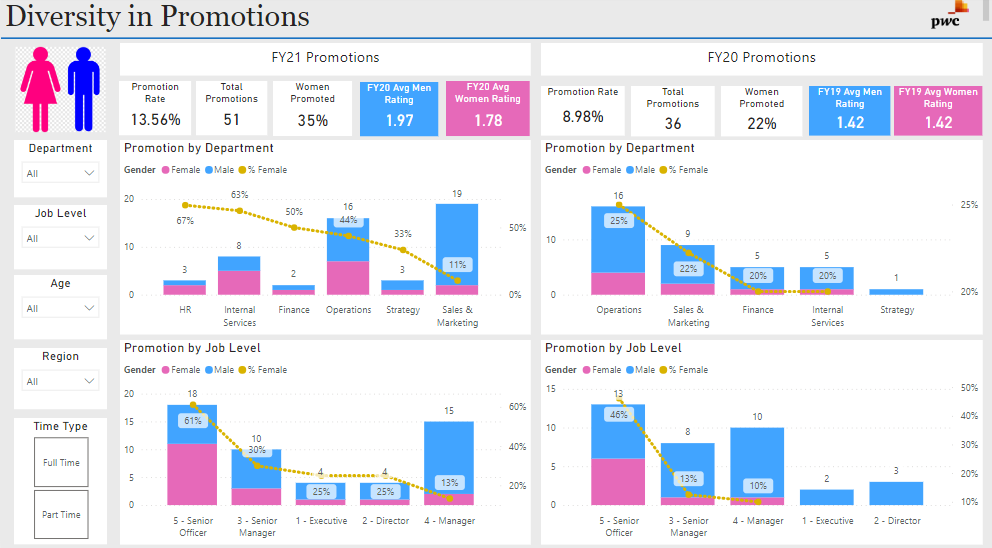 Diversity in Promotions
pwc
Department
All
Job Level
All
Age
All
Region
All
Time Type
Full Time
Part Time
FY21 Promotions
Promotion
Rate
13.56%
Total
Promotions
51
Women
Promoted
35%
FY20 Avg Men
Rating
1.97
FY20 Avg
Women Rating
1.78
Promotion by Department
Gender Female Male % Female
20
10
0
50%
0%
3
8
2
16
3
19
67%
63%
50%
44%
33%
11%
HR
Internal
Services
Finance
Operations
Strategy
Sales &
Marketing
Promotion by Job Level
Gender Female Male % Female
20
15
10
5
0
60%
40%
20%
18
10
4
4
15
61%
30%
25%
25%
13%
5 - Senior
Officer
3 - Senior
Manager
1 - Executive
2 - Director
4 - Manager
FY20 Promotions
Promotion Rate
8.98%
Total
Promotions
36
Women
Promoted
22%
FY19 Avg Men
Rating
1.42
FY19 Avg Women
Rating
1.42
Promotion by Department
Gender Female Male % Female
10
0
25%
20%
16
9
5
5
1
25%
22%
20%
20%
Operations
Sales &
Marketing
Finance
Internal
Services
Strategy
Promotion by Job Level
Gender Female Male % Female
15
10
5
0
50%
40%
30%
20%
10%
13
8
10
2
3
46%
13%
10%
5 - Senior
Officer
3 - Senior
Manager
4 - Manager
1 - Executive
2 - Director